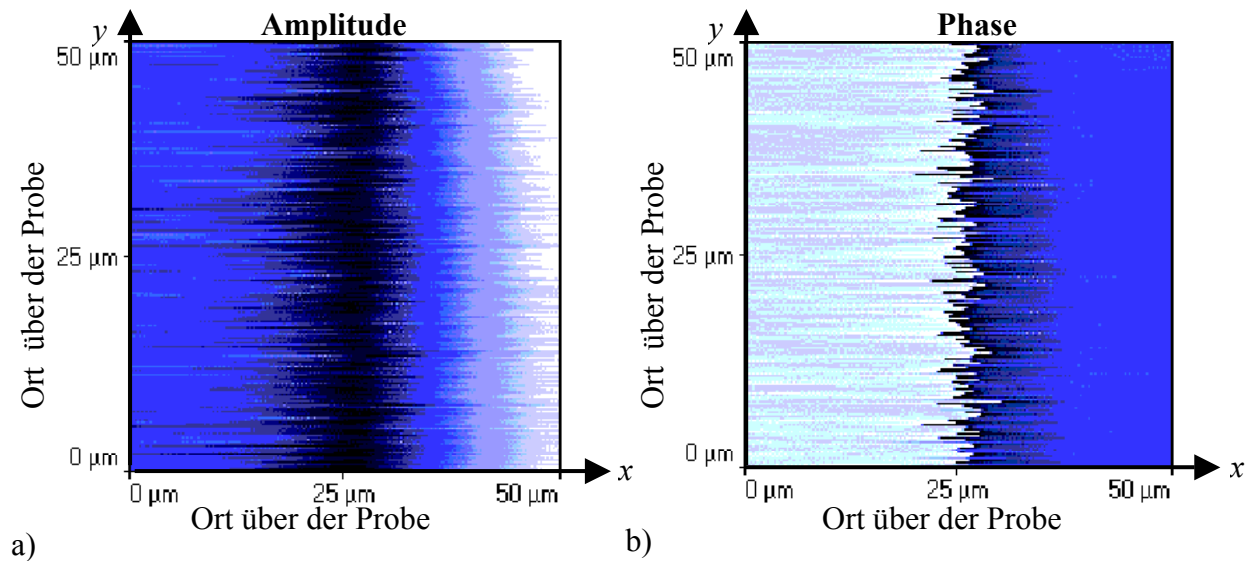 Amplitude
y
50 µm
25 µm
0 µm
Ort über der Probe
0 µm 25 µm 50 µm
x
Ort über der Probe
a)
Phase
y
50 µm
25 µm
0 µm
Ort über der Probe
0 µm 25 µm 50 µm
x
Ort über der Probe
b)